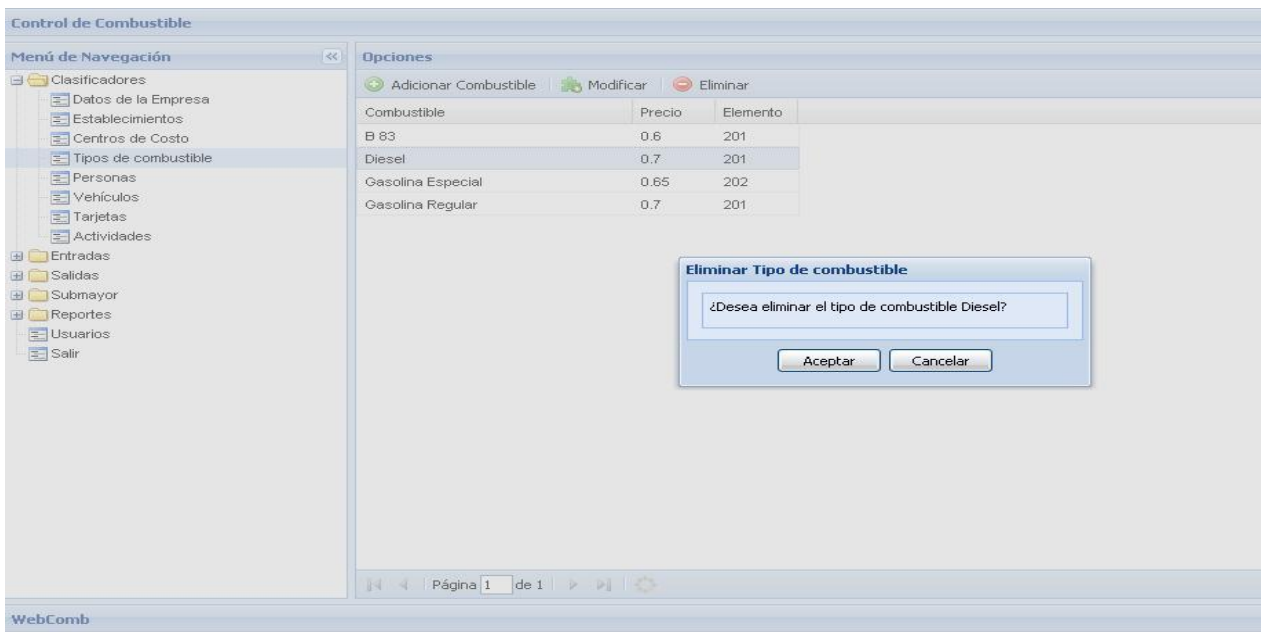 Control de Combustible
Menú de Navegación
Clasificadores
Datos de la Empresa
Establecimientos
Centros de Costo
Tipos de combustible
Personas
Vehículos
Tarjetas
Actividades
Entradas
Salidas
Submayor
Reportes
Usuarios
Salir
Opciones
Adicionar Combustible Modificar Eliminar
Combustible Precio Elemento
B 83 0.6 201
Diesel 0.7 201
Gasolina Especial 0.65 202
Gasolina Regular 0.7 201
Eliminar Tipo de combustible
¿Desea eliminar el tipo de combustible Diesel?
Aceptar Cancelar
Página 1 de 1
WebComb